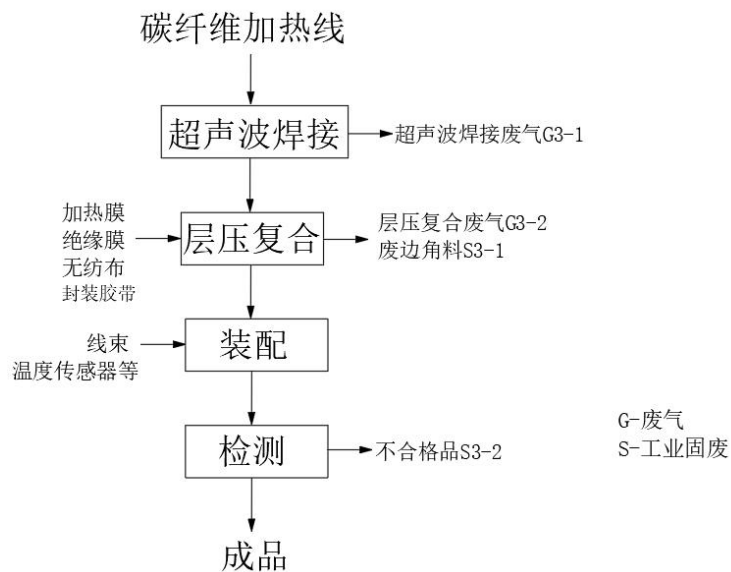 碳纤维加热线
超声波焊接
超声波焊接废气G3-1
加热膜
绝缘膜
无纺布
封装胶带
层压复合
层压复合废气G3-2
废边角料S3-1
线束
温度传感器等
装配
检测
不合格品S3-2
G-废气
S-工业固废
成品